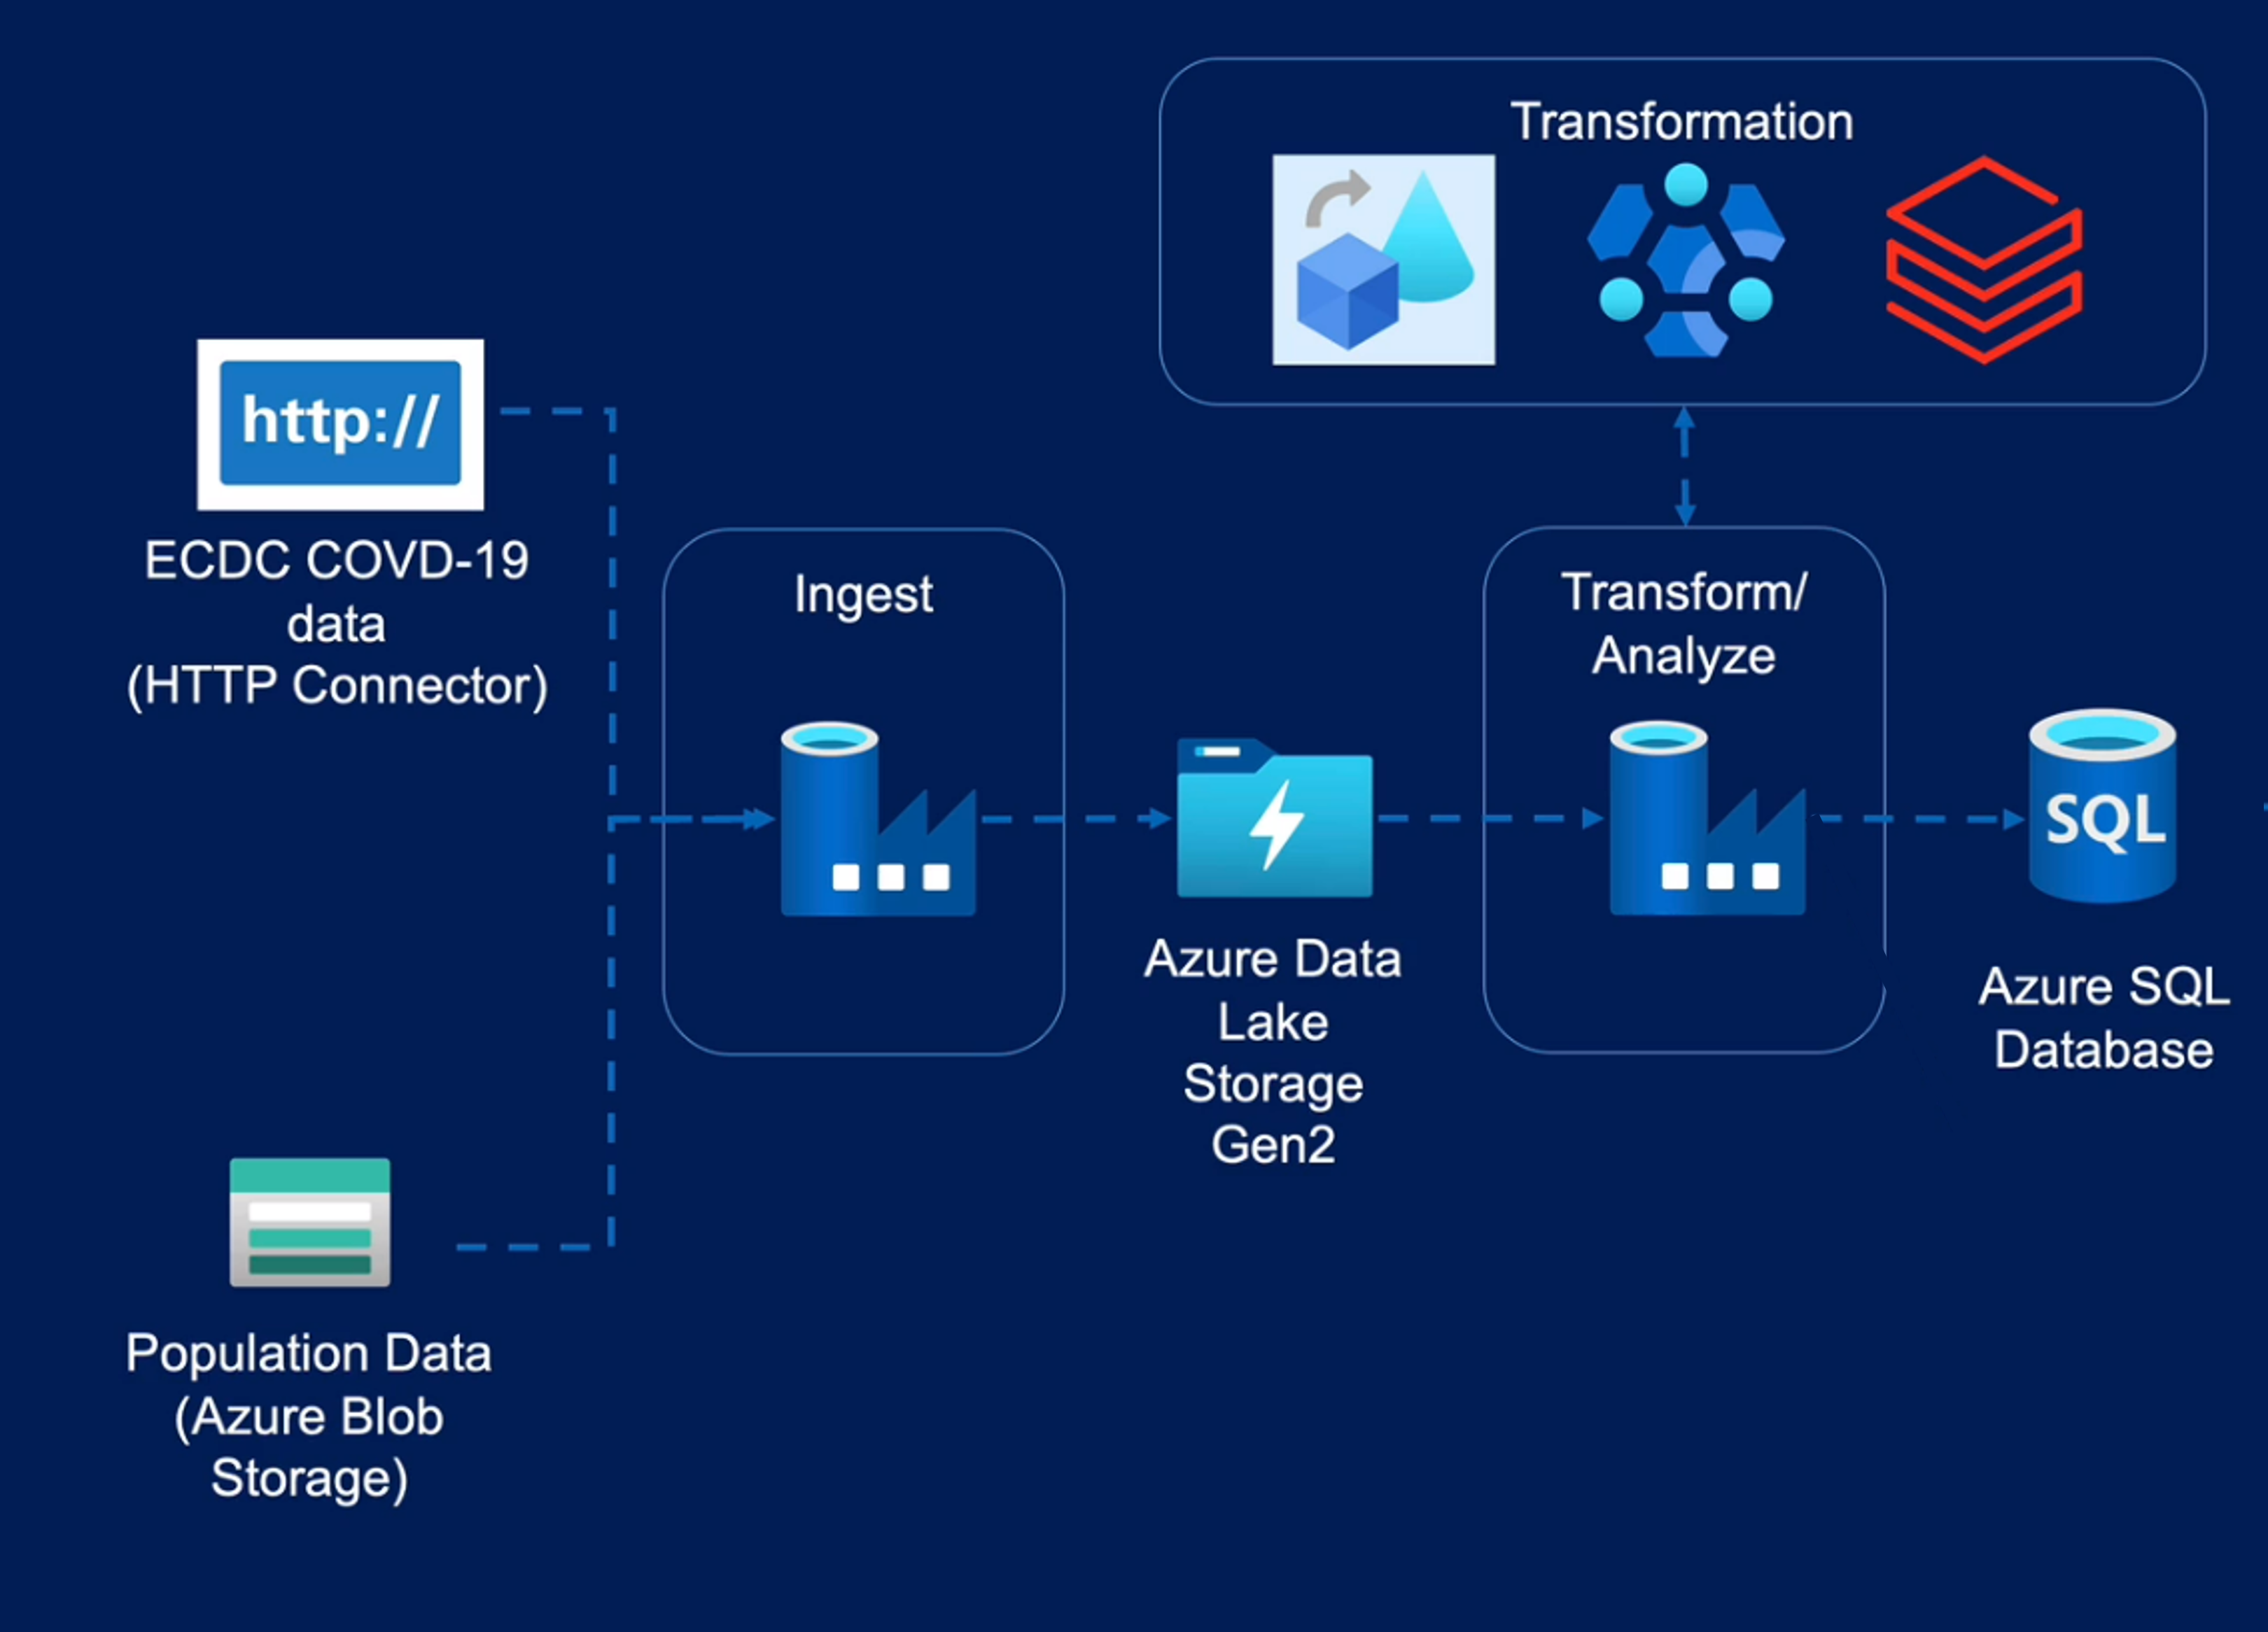 Transformation
http://
ECDC COVD-19
data
(HTTP Connector)
Ingest
Transform/
Analyze
Azure Data
Lake
Storage
Gen2
SQL
Azure SQL
Database
Population Data
(Azure Blob
Storage)